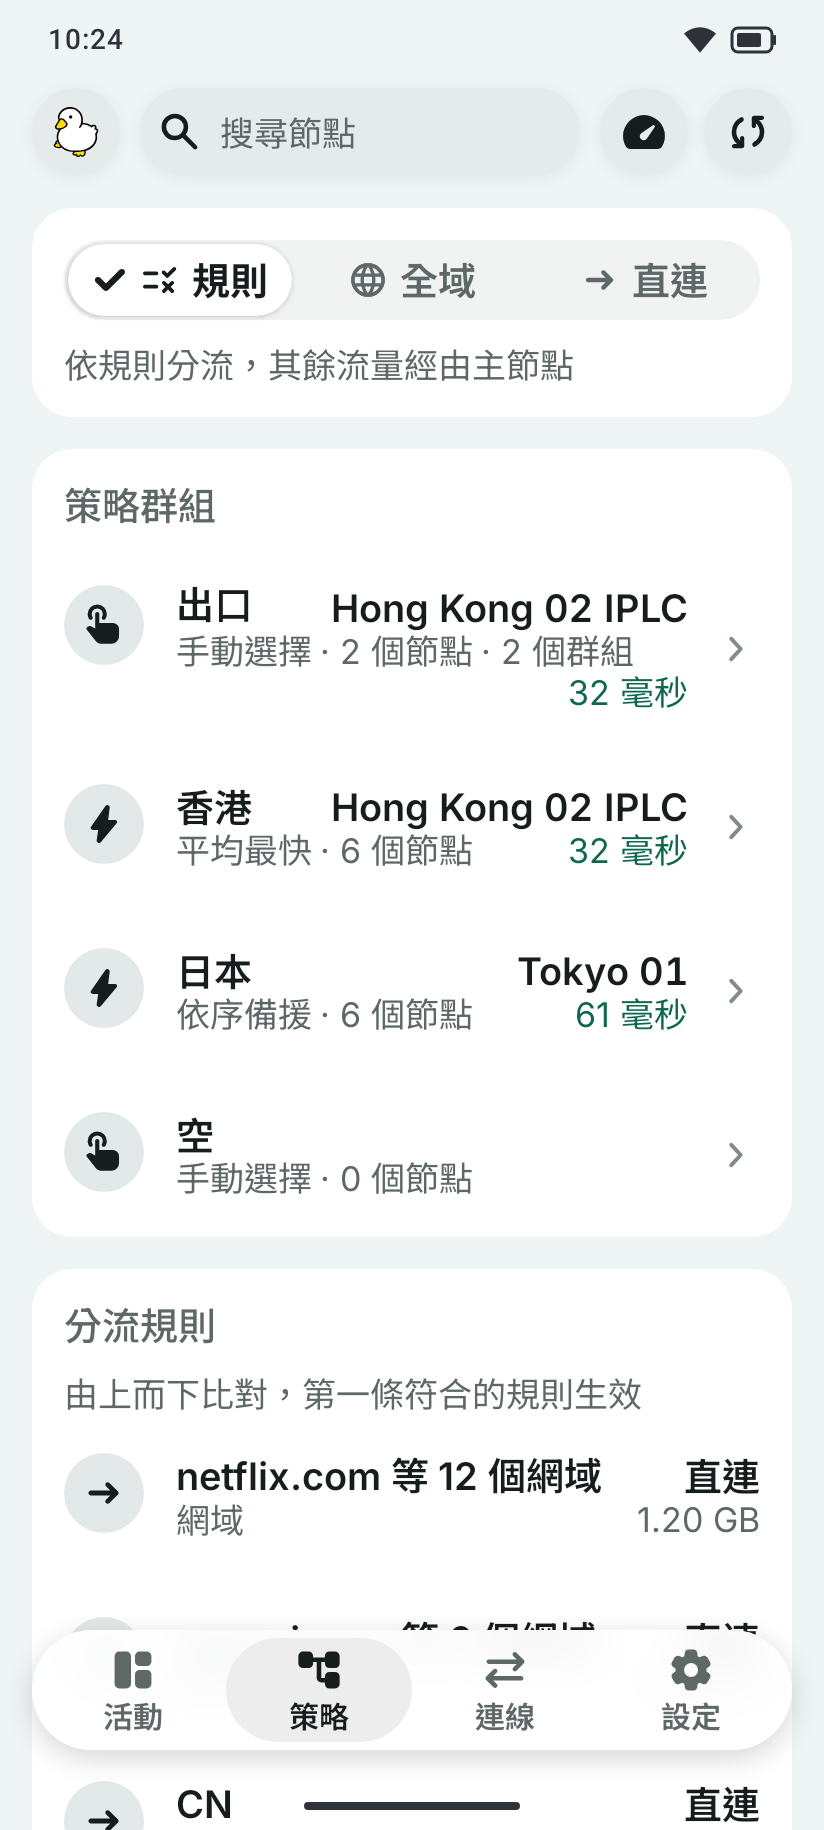 10:24
搜尋節點
規則
全域
直連
依規則分流，其餘流量經由主節點
策略群組
出口 Hong Kong 02 IPLC
手動選擇 · 2 個節點 · 2 個群組
32 毫秒
香港 Hong Kong 02 IPLC
平均最快 · 6 個節點 32 毫秒
日本 Tokyo 01
依序備援 · 6 個節點 61 毫秒
空
手動選擇 · 0 個節點
分流規則
由上而下比對，第一條符合的規則生效
netflix.com 等 12 個網域 直連
網域 1.20 GB
個網域 直連
活動
策略
連線
設定
CN 直連